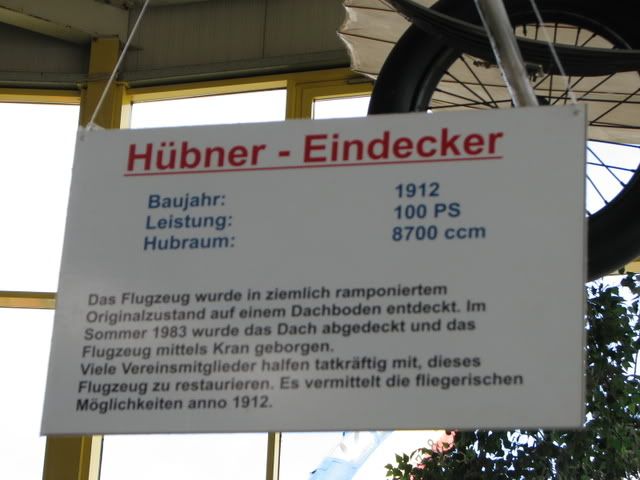 Hübner - Eindecker
Baujahr: 1912
Leistung: 100 PS
Hubraum: 8700 ccm
Das Flugzeug wurde in ziemlich ramponiertem
Originalzustand auf einem Dachboden entdeckt. Im
Sommer 1983 wurde das Dach abgedeckt und das
Flugzeug mittels Kran geborgen.
Viele Vereinsmitglieder halfen tatkräftig mit, dieses
Flugzeug zu restaurieren. Es vermittelt die fliegerischen
Möglichkeiten anno 1912.